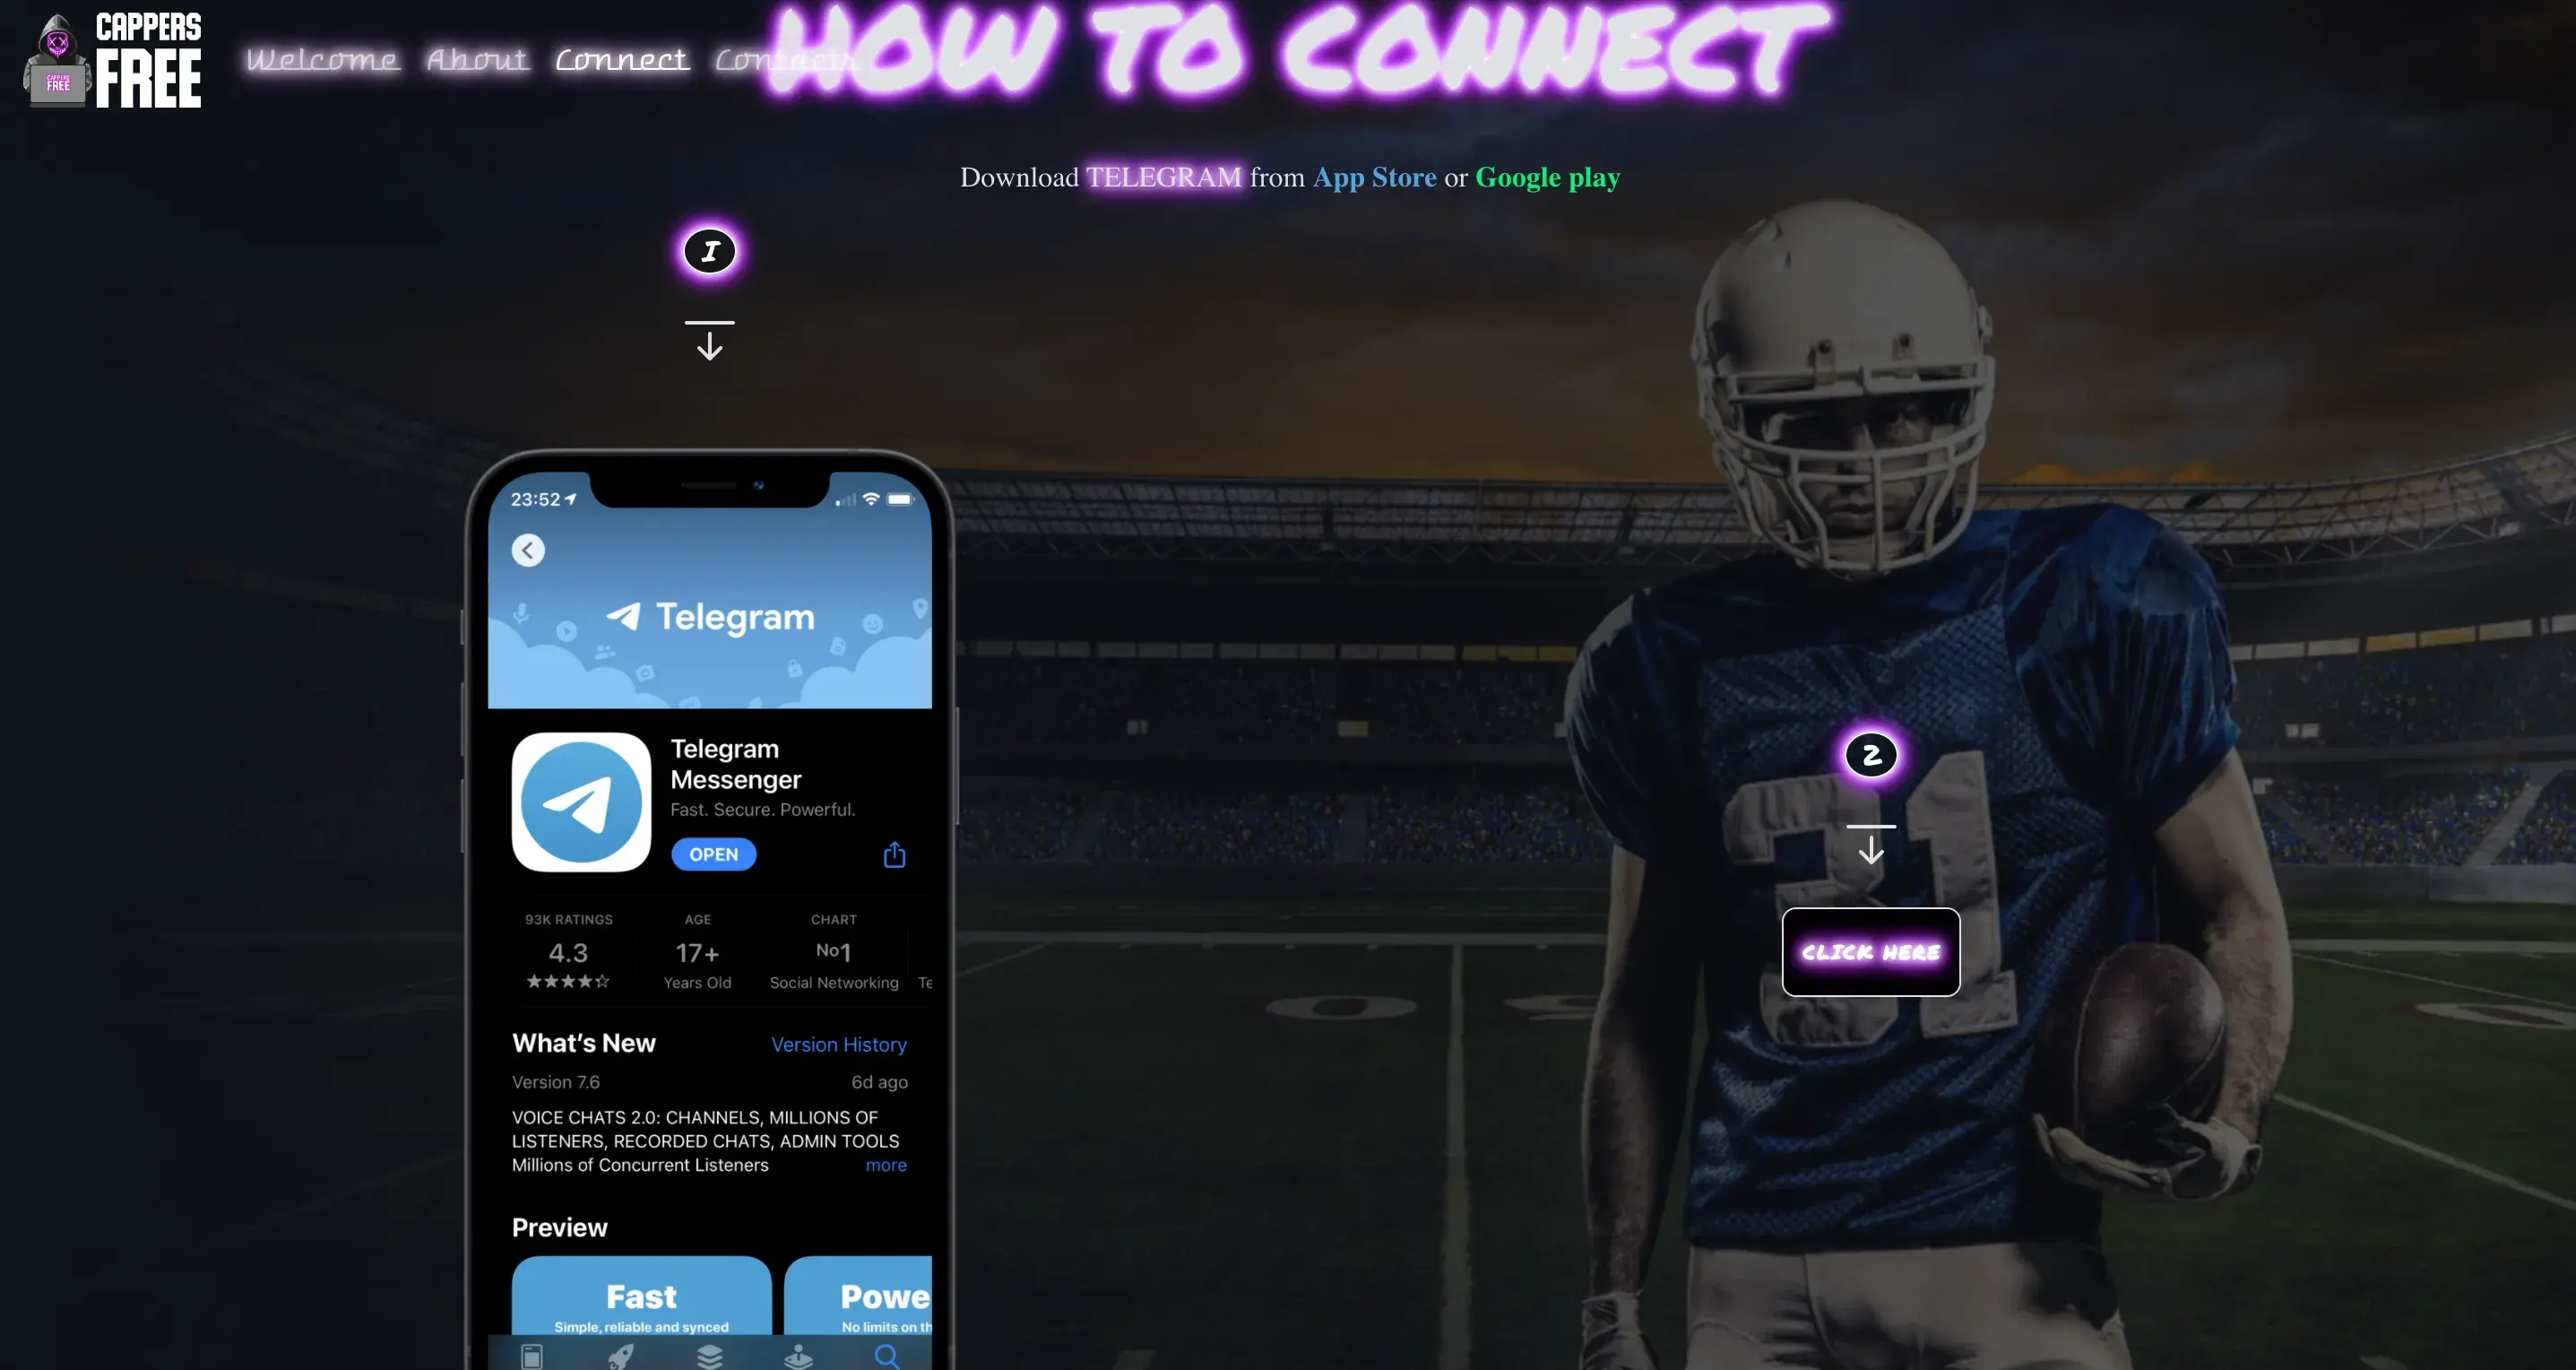 CAPPERS
FREE
CAPPERS
FREE
Welcome About Connect Contacts
HOW TO CONNECT
Download TELEGRAM from App Store or Google play
1
23:52
Telegram
Telegram
Messenger
Fast. Secure. Powerful.
OPEN
93K RATINGS AGE CHART
4.3 17+ No1
Years Old Social Networking Te
What's New Version History
Version 7.6 6d ago
VOICE CHATS 2.0: CHANNELS, MILLIONS OF
LISTENERS, RECORDED CHATS, ADMIN TOOLS
Millions of Concurrent Listeners more
Preview
Fast Powe
Simple, reliable and synced No limits on th
2
31
CLICK HERE